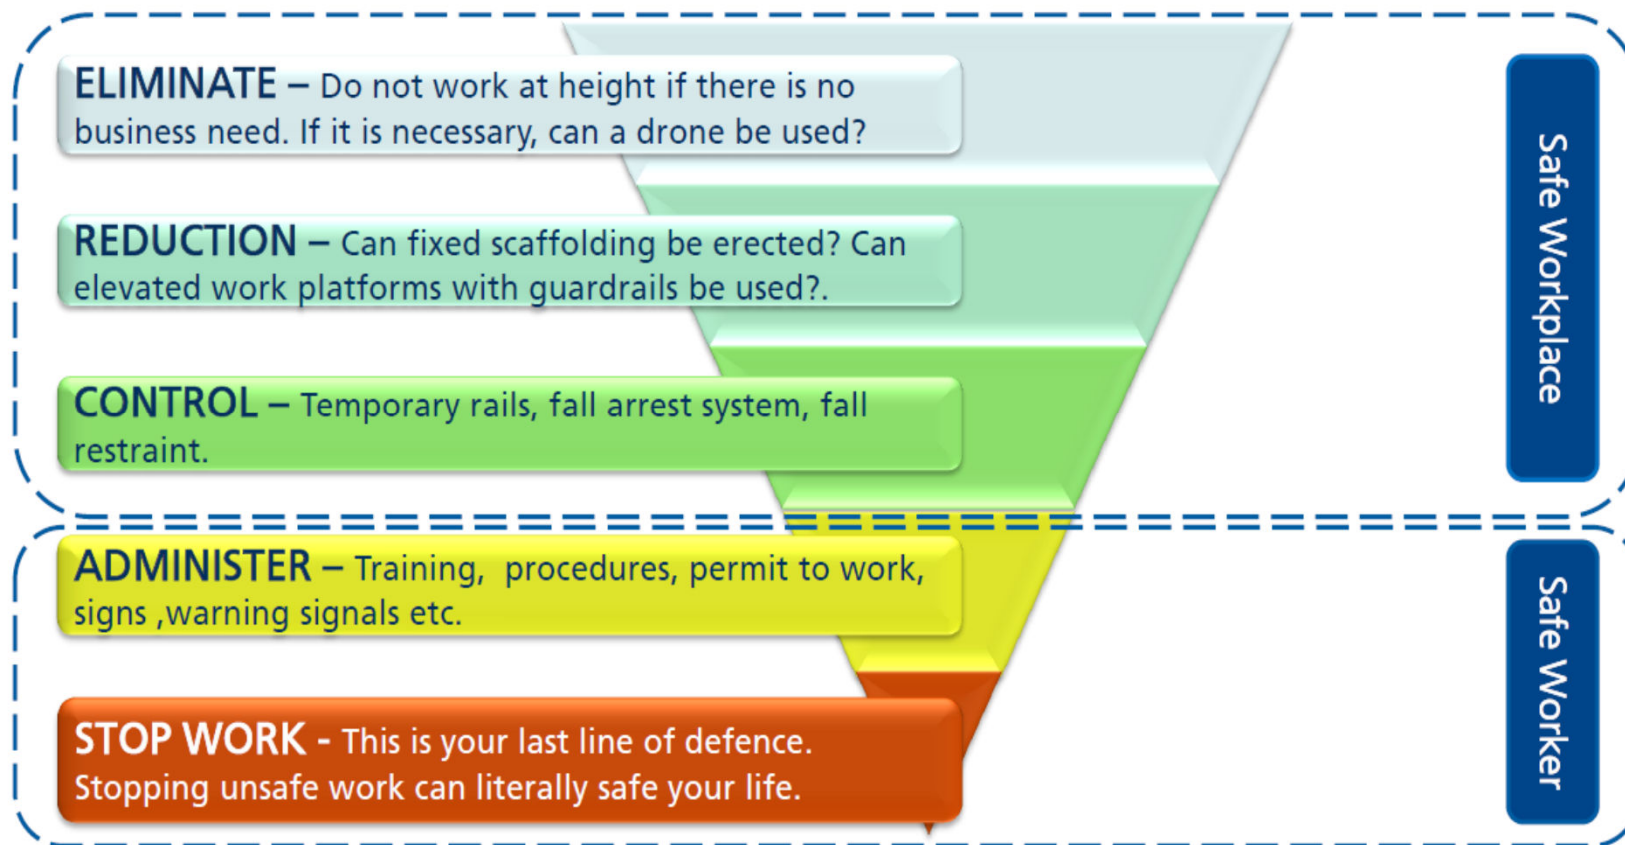 ELIMINATE – Do not work at height if there is no
business need. If it is necessary, can a drone be used?
REDUCTION – Can fixed scaffolding be erected? Can
elevated work platforms with guardrails be used?.
CONTROL – Temporary rails, fall arrest system, fall
restraint.
Safe Workplace
ADMINISTER – Training,  procedures, permit to work,
signs ,warning signals etc.
STOP WORK - This is your last line of defence.
Stopping unsafe work can literally safe your life.
Safe Worker